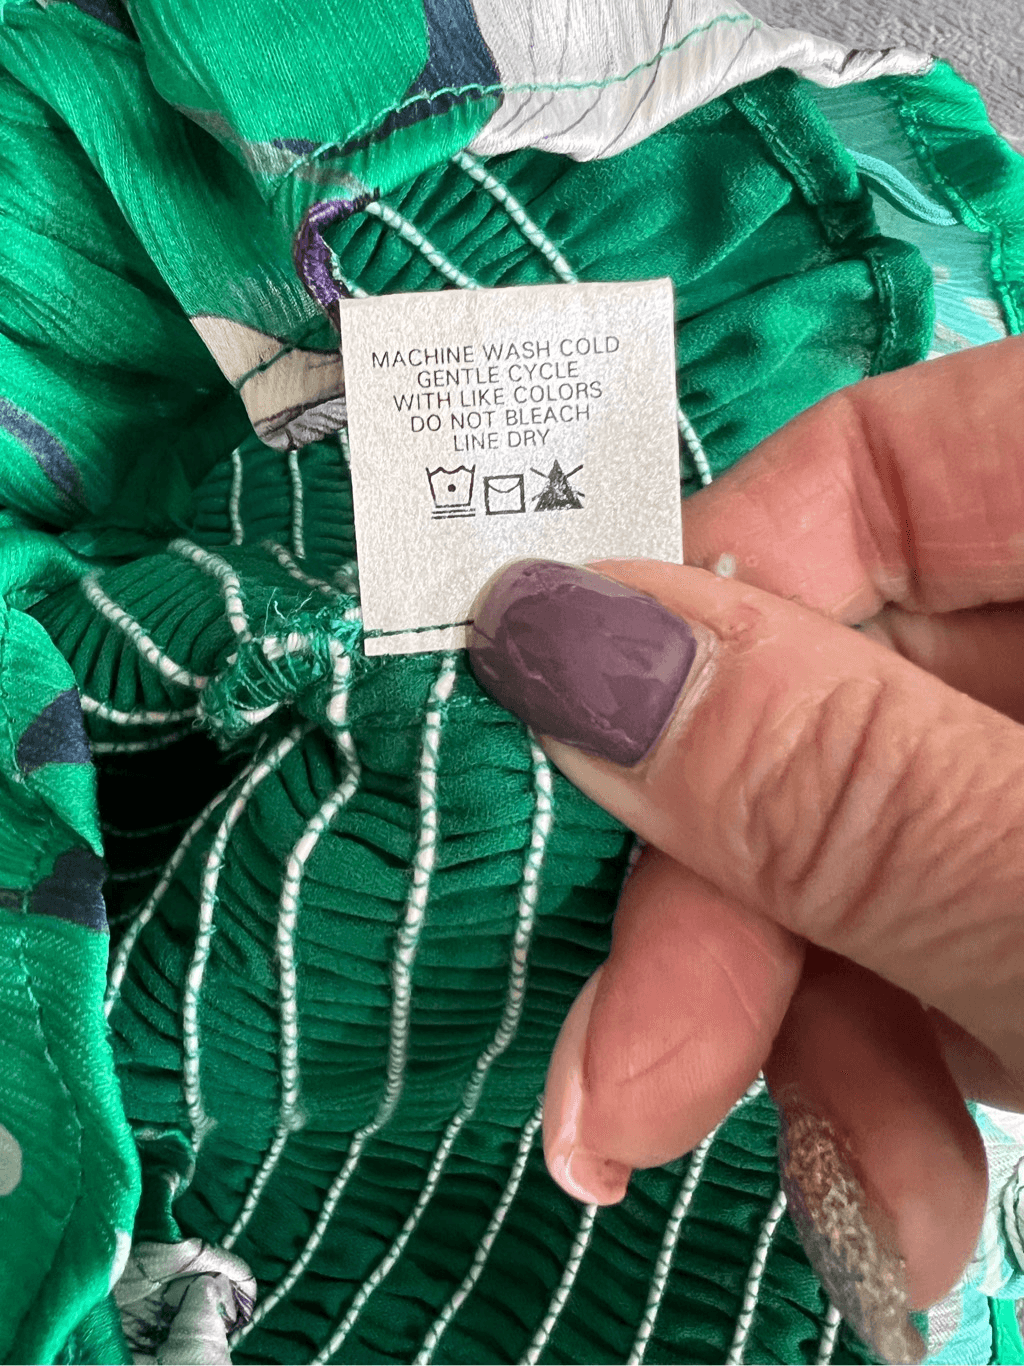 MACHINE WASH COLD
GENTLE CYCLE
WITH LIKE COLORS
DO NOT BLEACH
LINE DRY